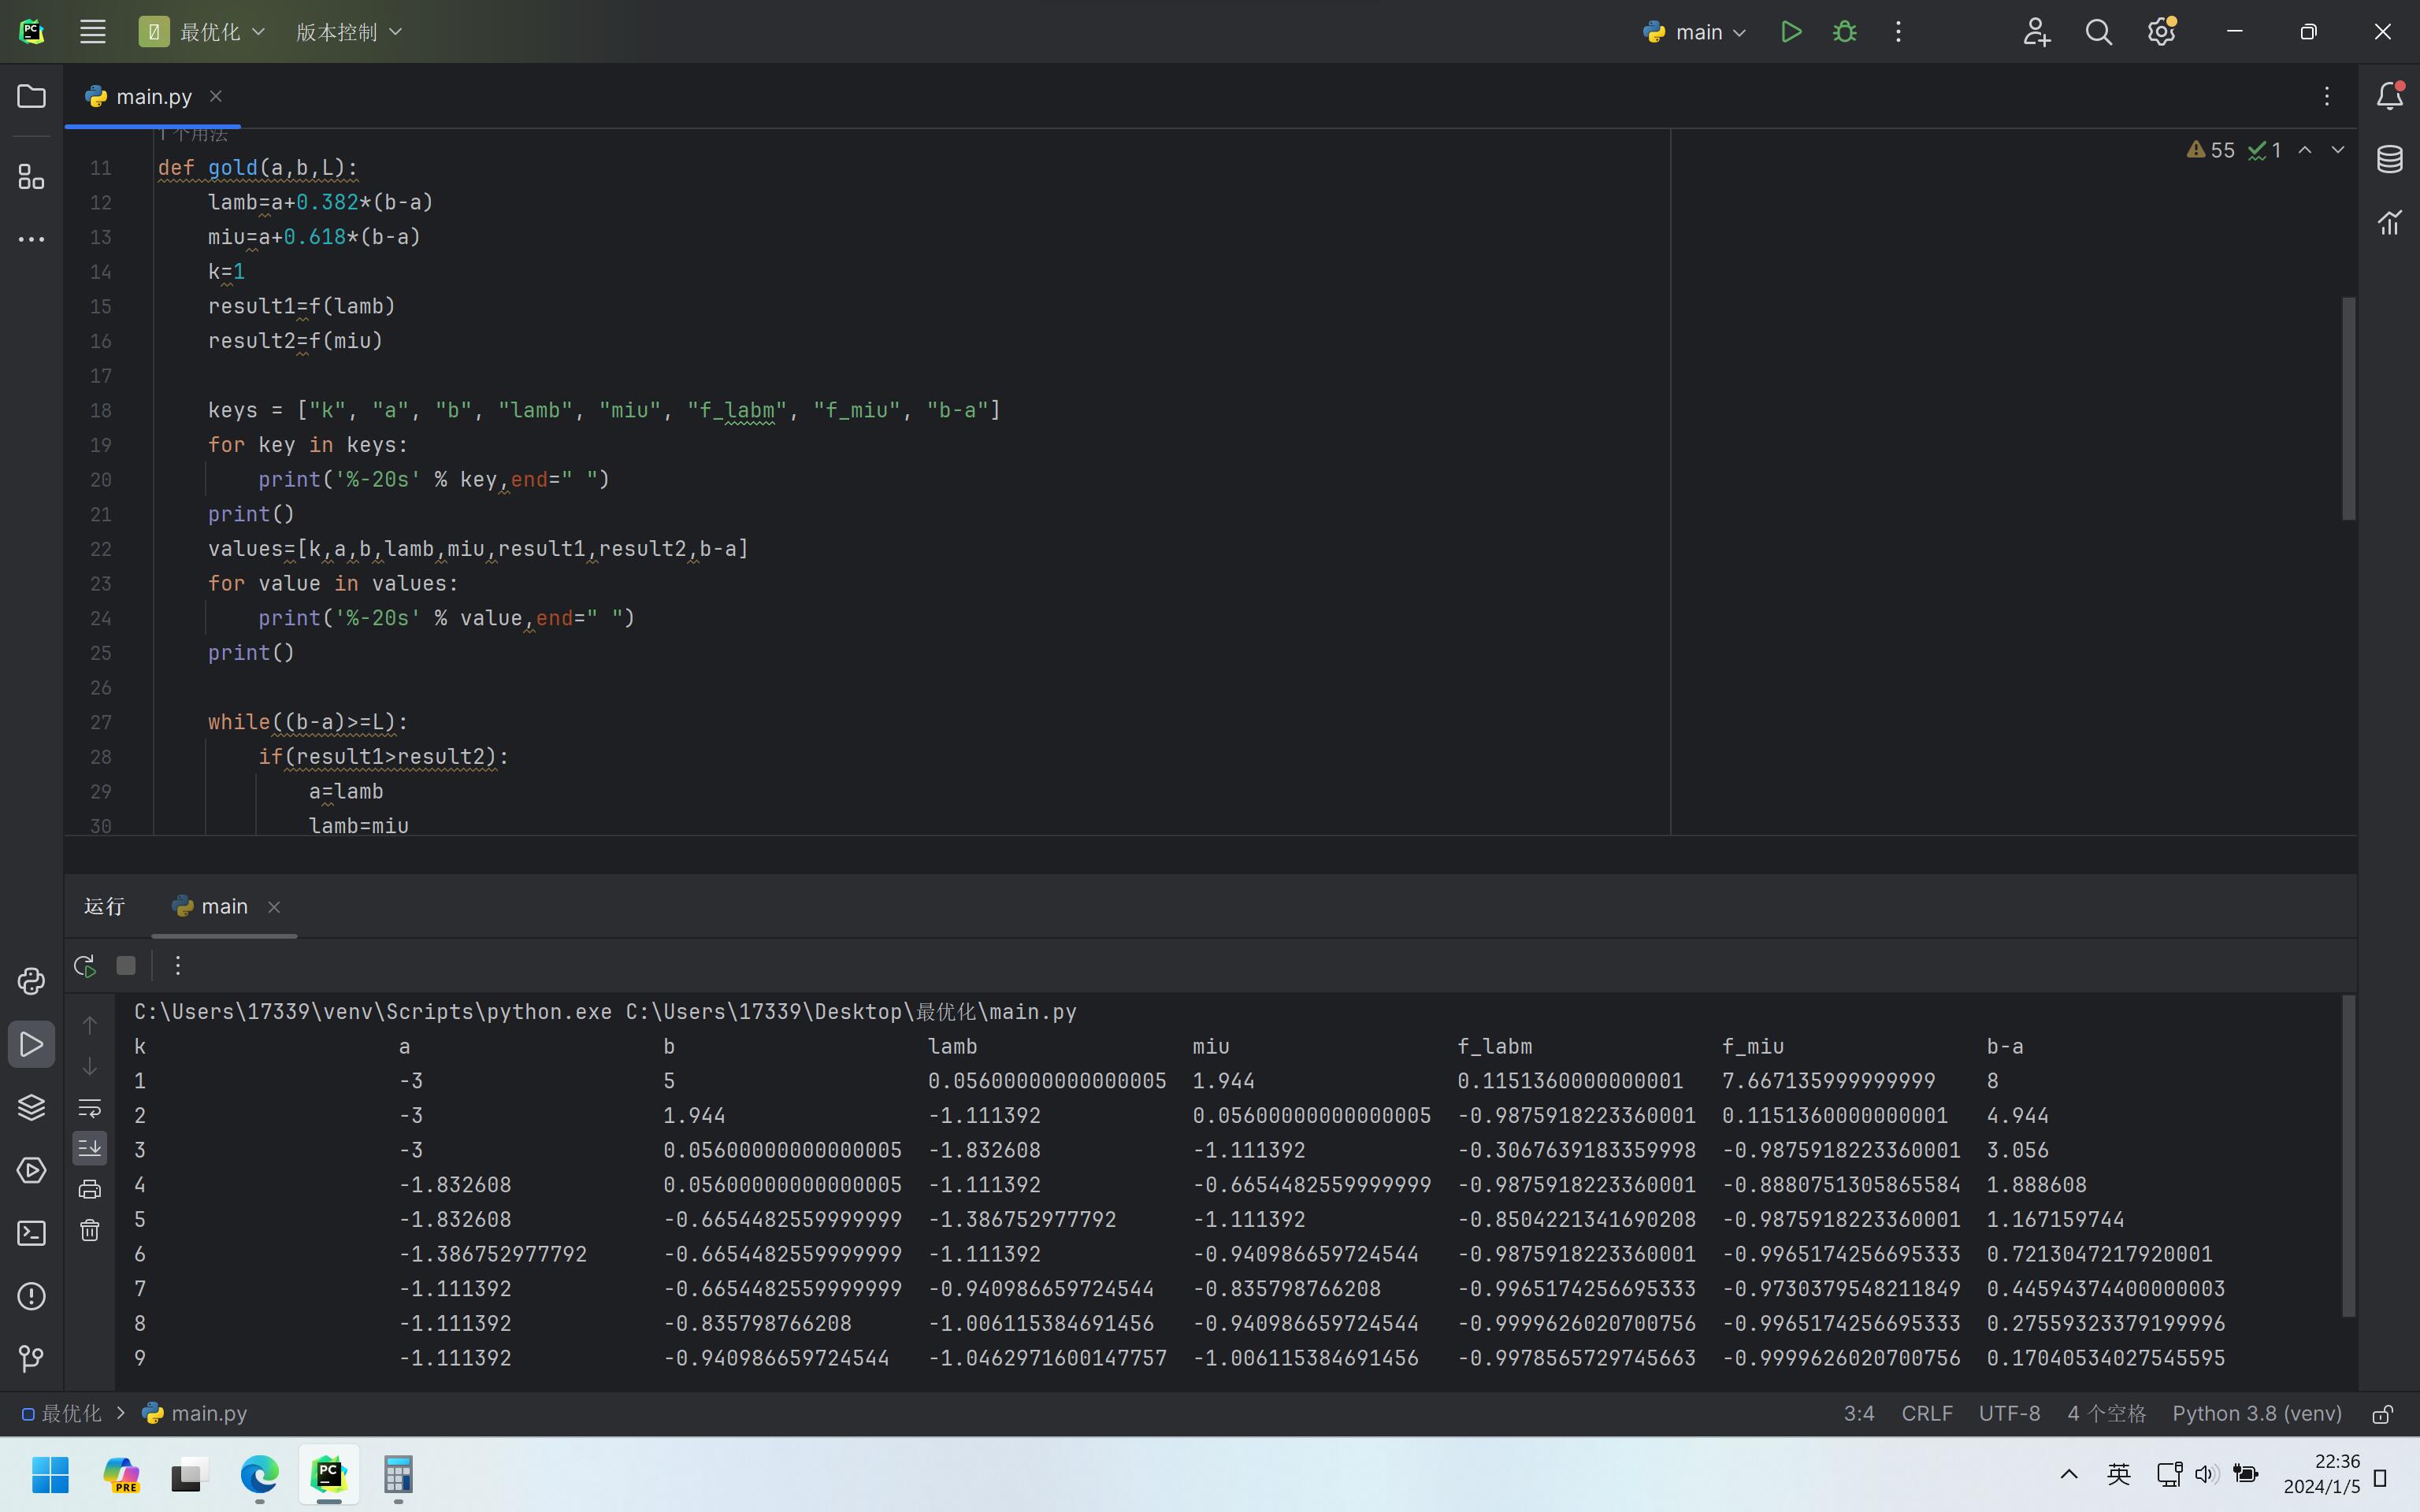 PC
最优化
版本控制
main
main.py
1 个用法
55
1
11 def gold(a,b,L):
12 lamb=a+0.382*(b-a)
13 miu=a+0.618*(b-a)
14 k=1
15 result1=f(lamb)
16 result2=f(miu)
17
18 keys = ["k", "a", "b", "lamb", "miu", "f_labm", "f_miu", "b-a"]
19 for key in keys:
20 print('%-20s' % key,end=" ")
21 print()
22 values=[k,a,b,lamb,miu,result1,result2,b-a]
23 for value in values:
24 print('%-20s' % value,end=" ")
25 print()
26
27 while((b-a)>=L):
28 if(result1>result2):
29 a=lamb
30 lamb=miu
运行 main
C:\Users\17339\venv\Scripts\python.exe C:\Users\17339\Desktop\最优化\main.py
k a b lamb miu f_labm f_miu b-a
1 -3 5 0.05600000000000005 1.944 0.1151360000000001 7.667135999999999 8
2 -3 1.944 -1.111392 0.05600000000000005 -0.9875918223360001 0.1151360000000001 4.944
3 -3 0.05600000000000005 -1.832608 -1.111392 -0.3067639183359998 -0.9875918223360001 3.056
4 -1.832608 0.05600000000000005 -1.111392 -0.6654482559999999 -0.9875918223360001 -0.8880751305865584 1.888608
5 -1.832608 -0.6654482559999999 -1.386752977792 -1.111392 -0.8504221341690208 -0.9875918223360001 1.167159744
6 -1.386752977792 -0.6654482559999999 -1.111392 -0.940986659724544 -0.9875918223360001 -0.9965174256695333 0.7213047217920001
7 -1.111392 -0.6654482559999999 -0.940986659724544 -0.835798766208 -0.9965174256695333 -0.9730379548211849 0.44594374400000003
8 -1.111392 -0.835798766208 -1.006115384691456 -0.940986659724544 -0.9999626020700756 -0.9965174256695333 0.27559323379199996
9 -1.111392 -0.940986659724544 -1.0462971600147757 -1.006115384691456 -0.9978565729745663 -0.9999626020700756 0.17040534027545595
最优化 > main.py
3:4 CRLF UTF-8 4 个空格 Python 3.8 (venv)
PRE
PC
英
22:36
2024/1/5